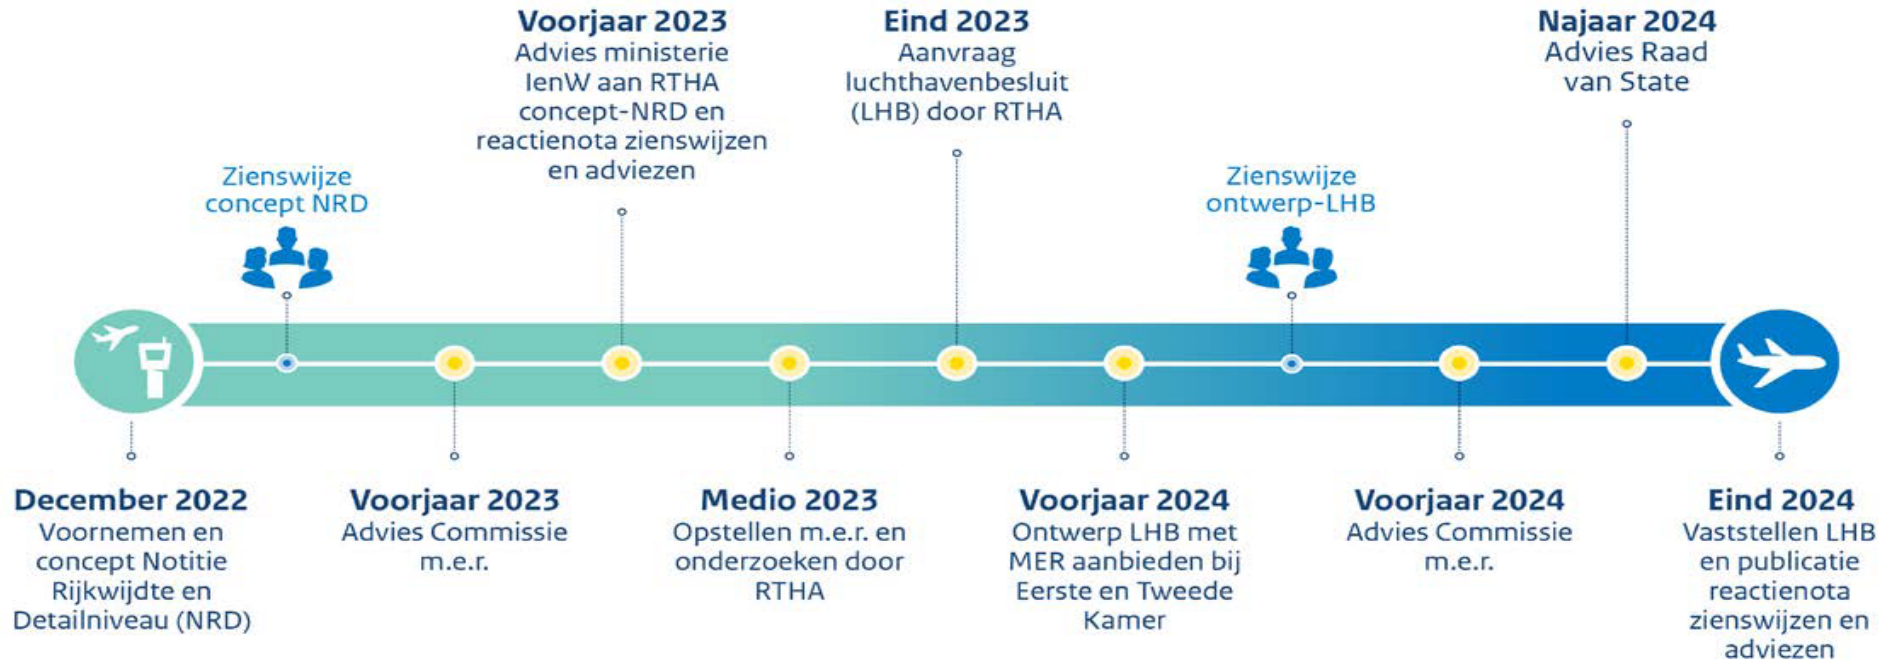 Voorjaar 2023
Advies ministerie
IenW aan RTHA
concept-NRD en
reactienota zienswijzen
en adviezen
Eind 2023
Aanvraag
luchthavenbesluit
(LHB) door RTHA
Najaar 2024
Advies Raad
van State
Zienswijze
concept NRD
Zienswijze
ontwerp-LHB
December 2022
Voornemen en
concept Notitie
Rijkwijdte en
Detailniveau (NRD)
Voorjaar 2023
Advies Commissie
m.e.r.
Medio 2023
Opstellen m.e.r. en
onderzoeken door
RTHA
Voorjaar 2024
Ontwerp LHB met
MER aanbieden bij
Eerste en Tweede
Kamer
Voorjaar 2024
Advies Commissie
m.e.r.
Eind 2024
Vaststellen LHB
en publicatie
reactienota
zienswijzen en
adviezen